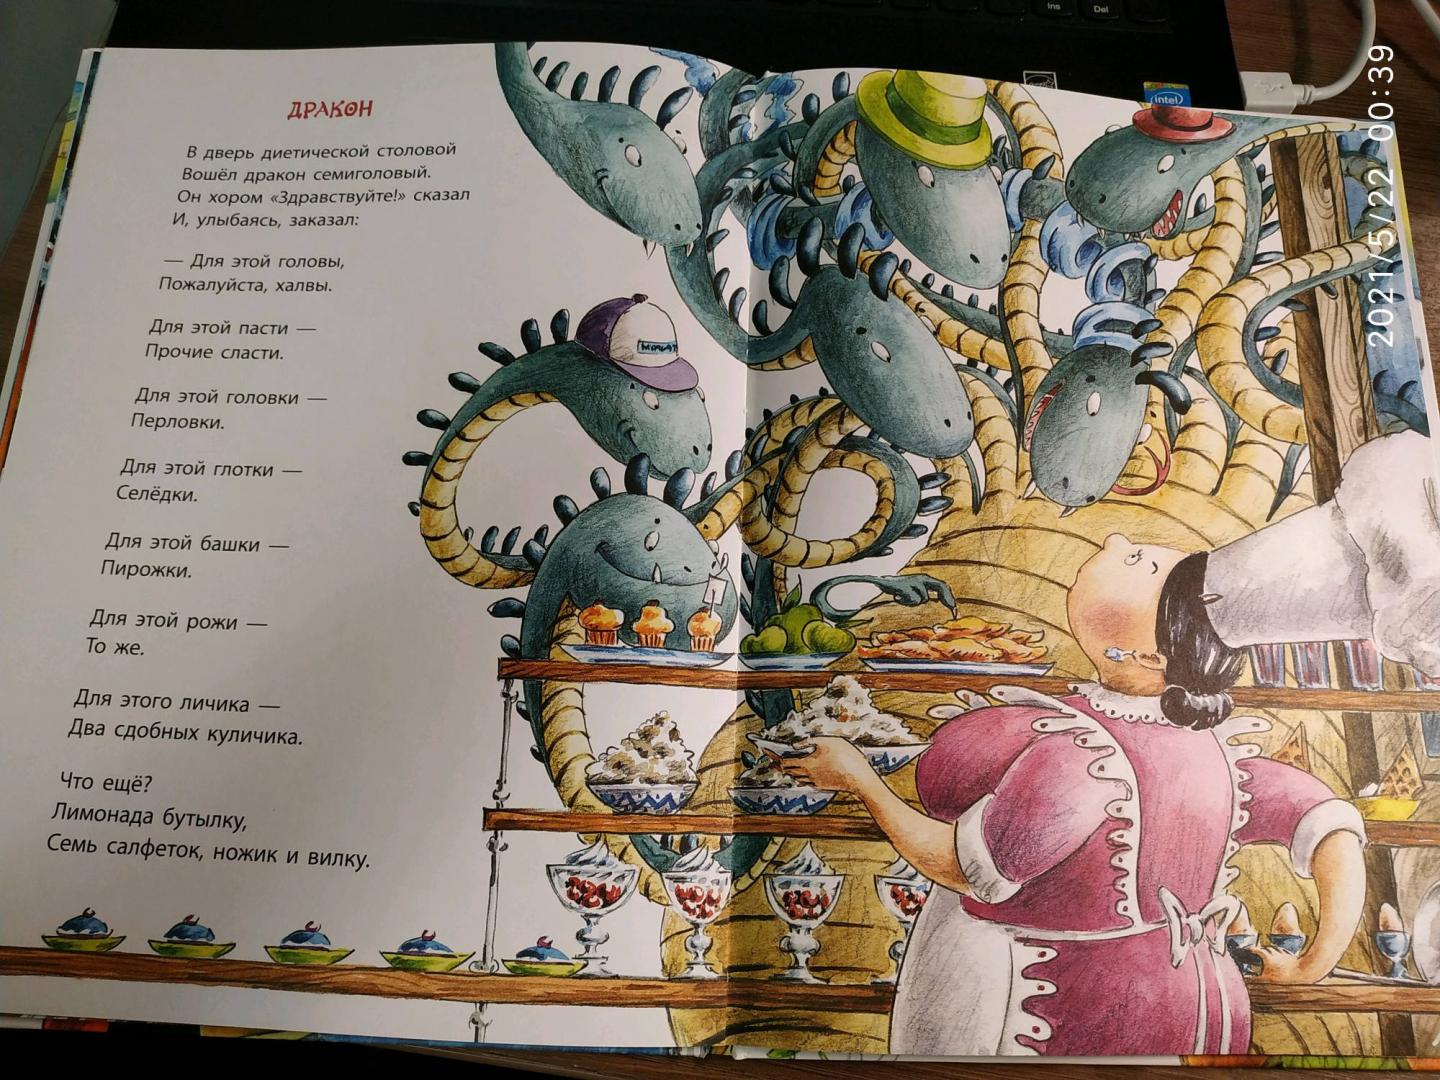 ДРАКОН
В дверь диетической столовой
Вошёл дракон семиголовый.
Он хором «Здравствуйте!» сказал
И, улыбаясь, заказал:
— Для этой головы,
Пожалуйста, халвы.
Для этой пасти —
Прочие сласти.
Для этой головки —
Перловки.
Для этой глотки —
Селёдки.
Для этой башки —
Пирожки.
Для этой рожи —
То же.
Для этого личика —
Два сдобных куличика.
Что ещё?
Лимонада бутылку,
Семь салфеток, ножик и вилку.
Ins
Del
intel
2021/5/22 00:39